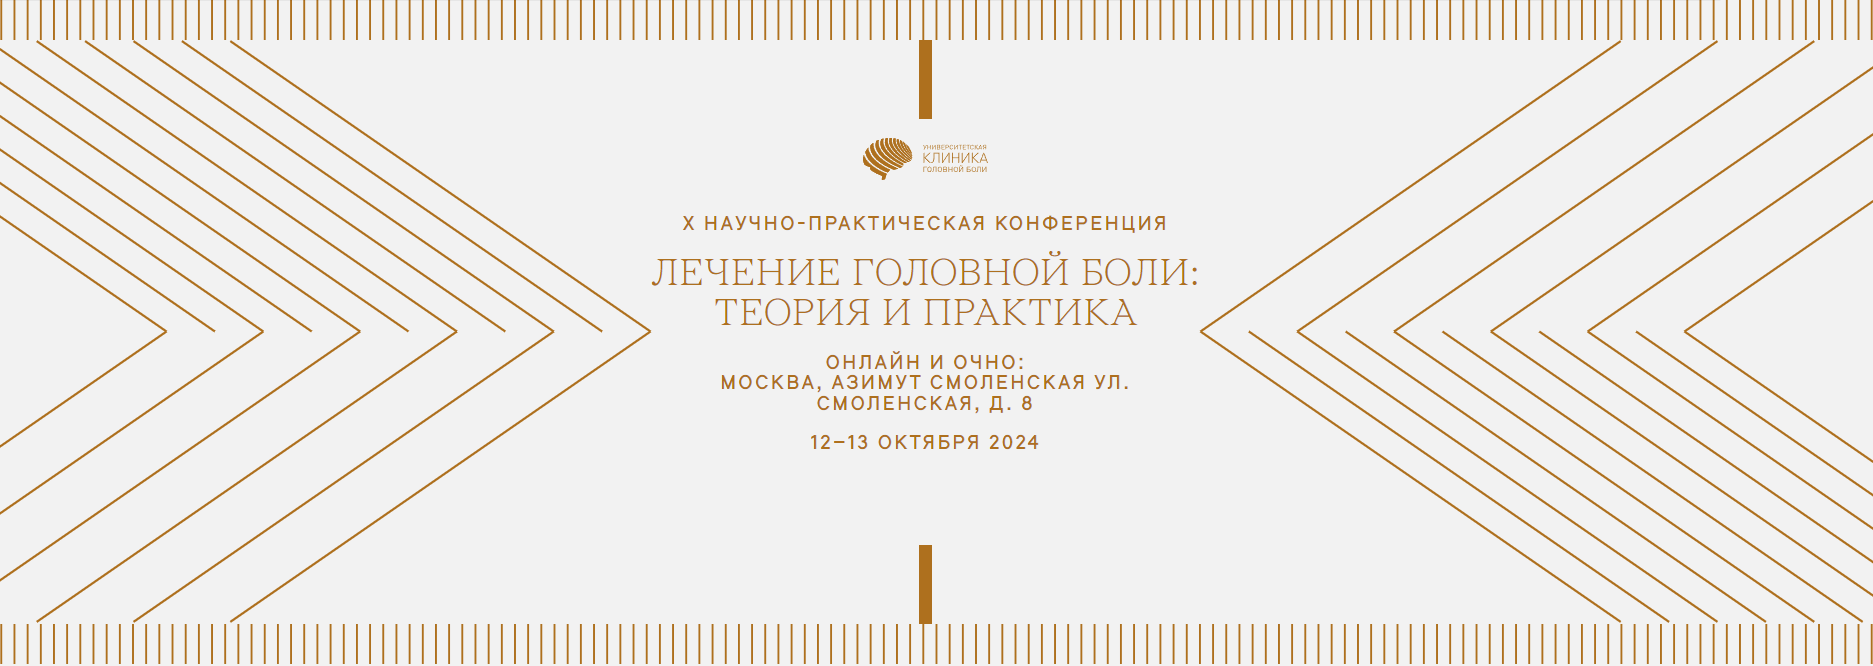 УНИВЕРСИТЕТСКАЯ
КЛИНИКА
ГОЛОВНОЙ БОЛИ
X НАУЧНО-ПРАКТИЧЕСКАЯ КОНФЕРЕНЦИЯ
ЛЕЧЕНИЕ ГОЛОВНОЙ БОЛИ:
ТЕОРИЯ И ПРАКТИКА
ОНЛАЙН И ОЧНО:
МОСКВА, АЗИМУТ СМОЛЕНСКАЯ УЛ.
СМОЛЕНСКАЯ, Д. 8
12–13 ОКТЯБРЯ 2024